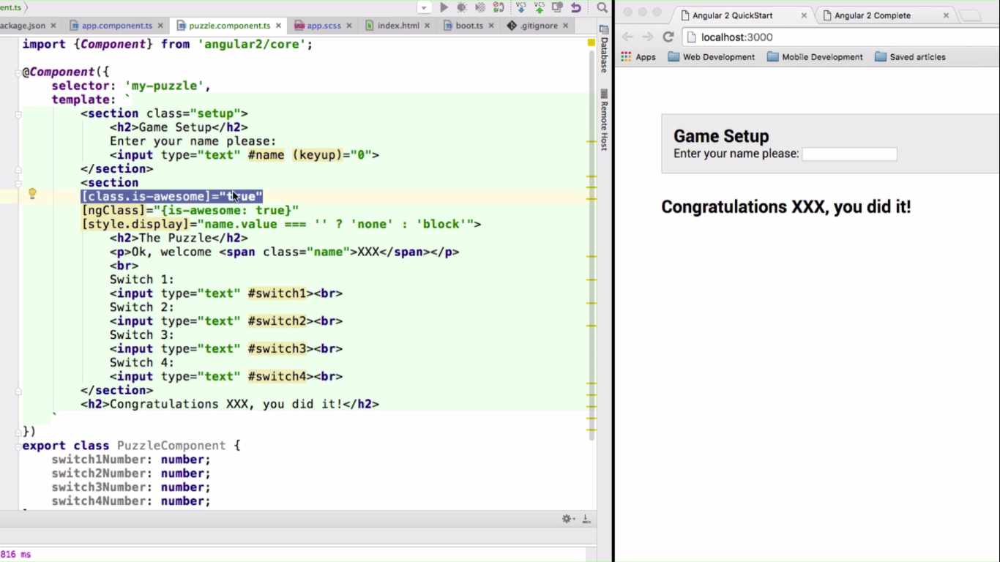 ent.ts
ackage.json
app.component.ts
puzzle.component.ts
app.scss
index.html
boot.ts
.gitignore
VCS
VCS
import {Component} from 'angular2/core';
@Component({
selector: 'my-puzzle',
template: `
<section class="setup">
<h2>Game Setup</h2>
Enter your name please:
<input type="text" #name (keyup)="0">
</section>
<section
[class.is-awesome]="true"
[ngClass]="{is-awesome: true}"
[style.display]="name.value === '' ? 'none' : 'block'">
<h2>The Puzzle</h2>
<p>Ok, welcome <span class="name">XXX</span></p>
<br>
Switch 1:
<input type="text" #switch1><br>
Switch 2:
<input type="text" #switch2><br>
Switch 3:
<input type="text" #switch3><br>
Switch 4:
<input type="text" #switch4><br>
</section>
<h2>Congratulations XXX, you did it!</h2>
`
})
export class PuzzleComponent {
switch1Number: number;
switch2Number: number;
switch3Number: number;
switch4Number: number;
816 ms
Database
Remote Host
Angular 2 QuickStart
Angular 2 Complete
localhost:3000
Apps
Web Development
Mobile Development
Saved articles
Game Setup
Enter your name please:
Congratulations XXX, you did it!